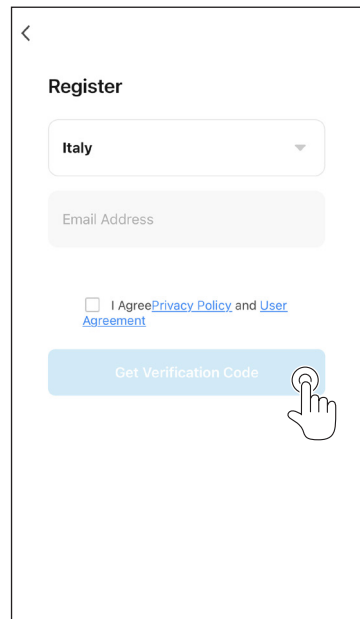 Register
Italy
Email Address
I AgreePrivacy Policy and User
Agreement
Get Verification Code